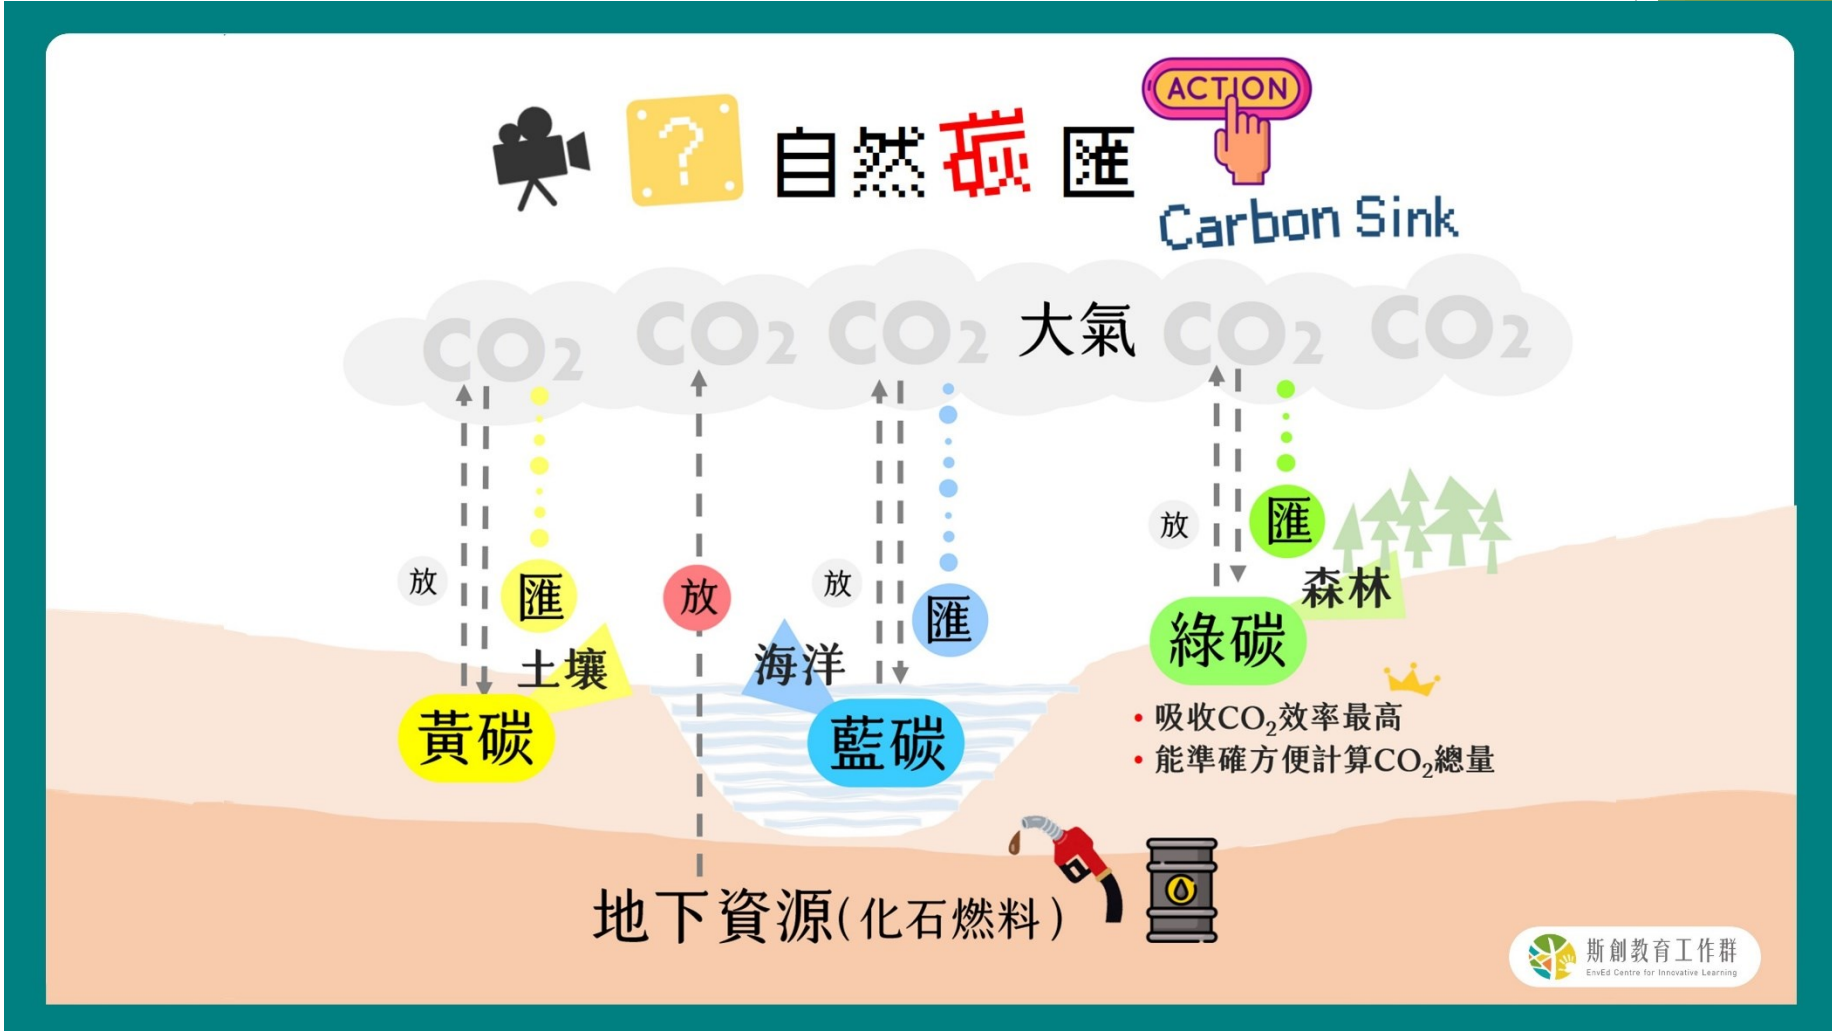 ACTION
? 自然碳匯
Carbon Sink
CO2 CO2 CO2 大氣 CO2 CO2
放 匯 放 放 匯 放 匯
土壤 海洋 森林
黃碳 藍碳 綠碳
• 吸收CO2效率最高
• 能準確方便計算CO2總量
地下資源(化石燃料)
斯創教育工作群
EnvEd Centre for Innovative Learning